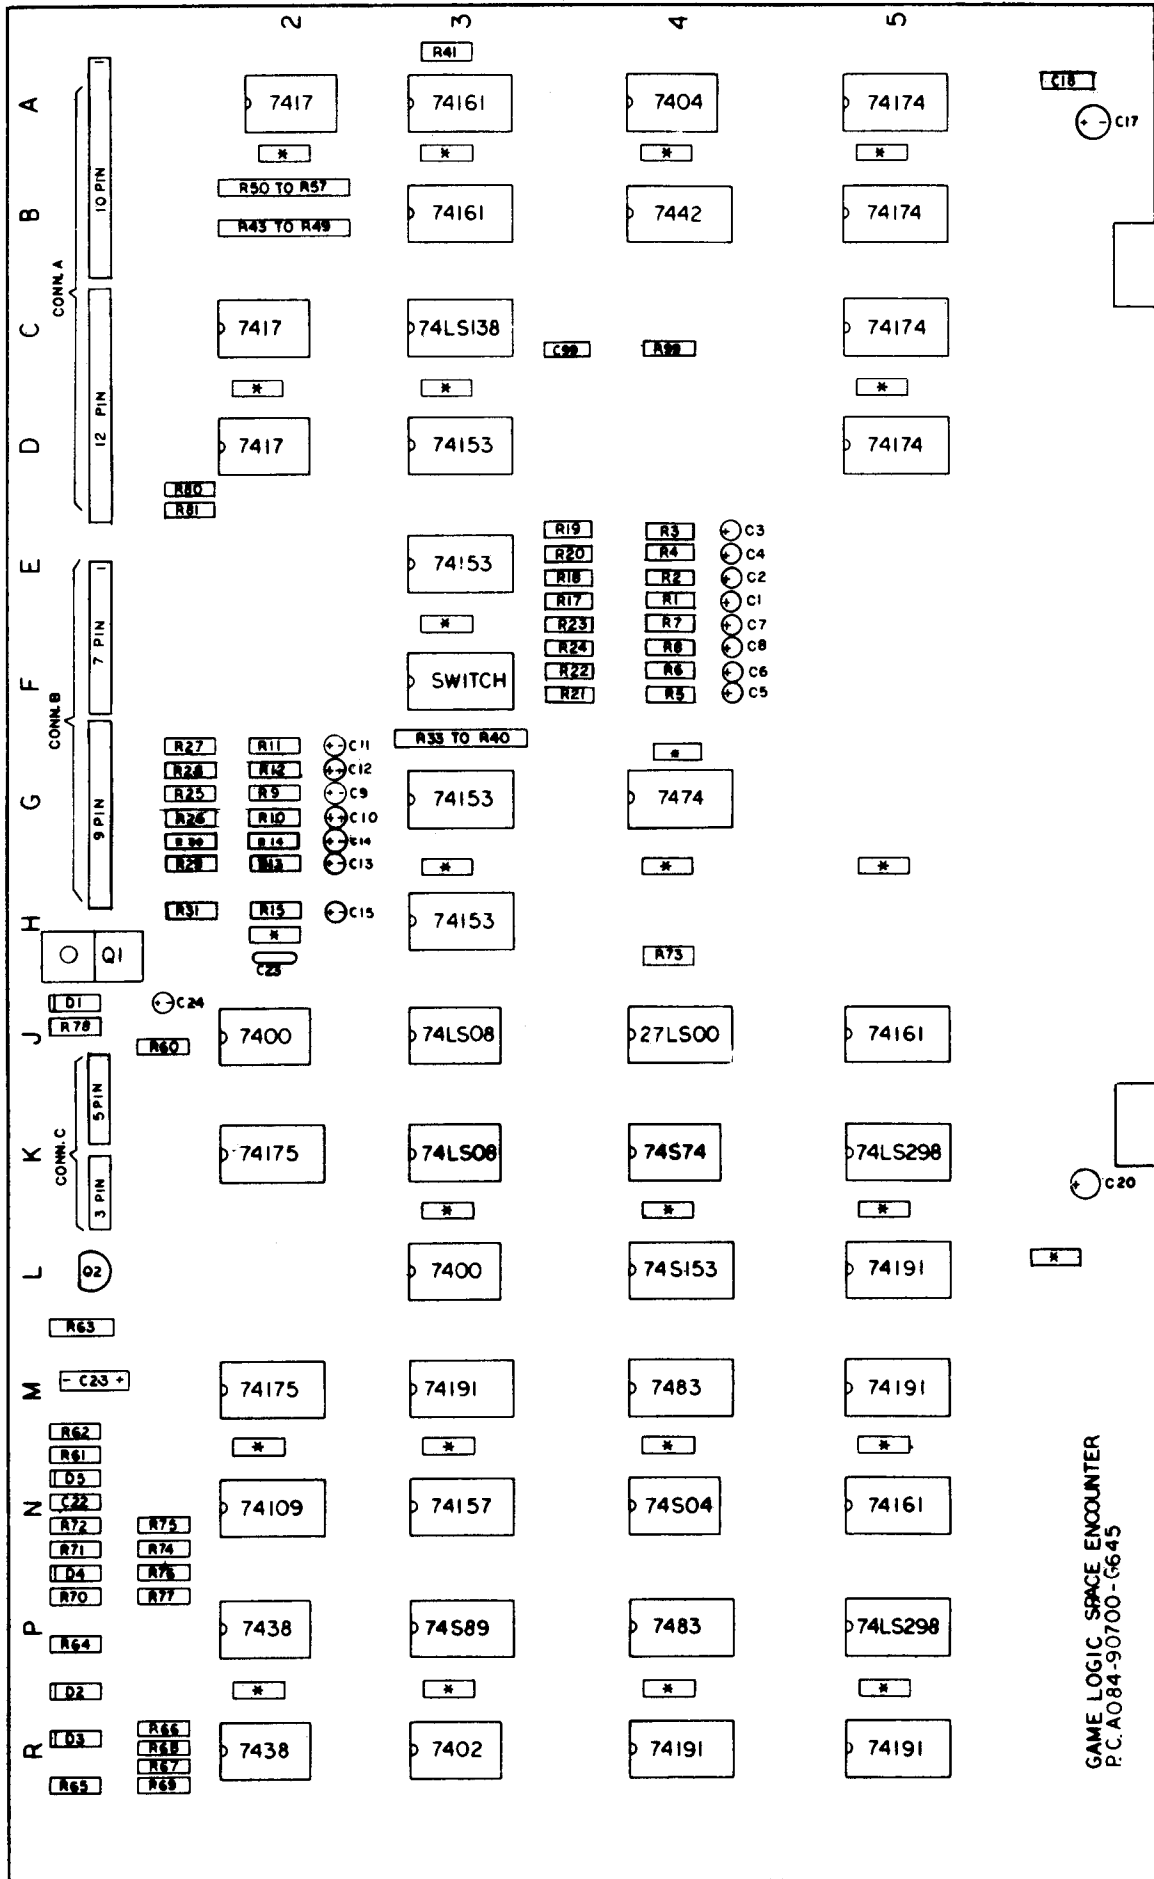 2 3 4 5
R41
A 7417 74161 7404 74174 C18
+ - C17
* * * *
10 PIN
R50 TO R57
B 74161 7442 74174
R43 TO R49
CONN. A
C 7417 74LS138 C99 R99 74174
* * *
12 PIN
D 7417 74153 74174
R80
R81
R19 R3 + C3
E 74153 R20 R4 + C4
R18 R2 + C2
R17 R1 + C1
7 PIN * R23 R7 + C7
R24 R8 + C8
F SWITCH R22 R6 + C6
R21 R5 + C5
CONN. B
R27 R11 + - C11 R33 TO R40 *
R28 R12 C12
G R25 R9 + - C9 74153 7474
9 PIN R26 R10 C10
R30 R14 C14
R29 R13 C13 * * *
H R31 R15 C15 74153
*
Q1 C23 R73
D1 + - C24
J R78 7400 74LS08 27LS00 74161
R60
5 PIN
K 74175 74LS08 74S74 74LS298
CONN. C
3 PIN * * * + C20
L Q2 7400 74S153 74191 *
R63
M - C23 + 74175 74191 7483 74191
R62
R61 * * * *
D5
N C22 74109 74157 74S04 74161
R72 R75
R71 R74
D4 R76
R70 R77
P R64 7438 74S89 7483 74LS298
D2 * * * *
R66
R D3 R68 7438 7402 74191 74191
R67
R65 R69
GAME LOGIC SPACE ENCOUNTER
P.C. A084-90700-G645